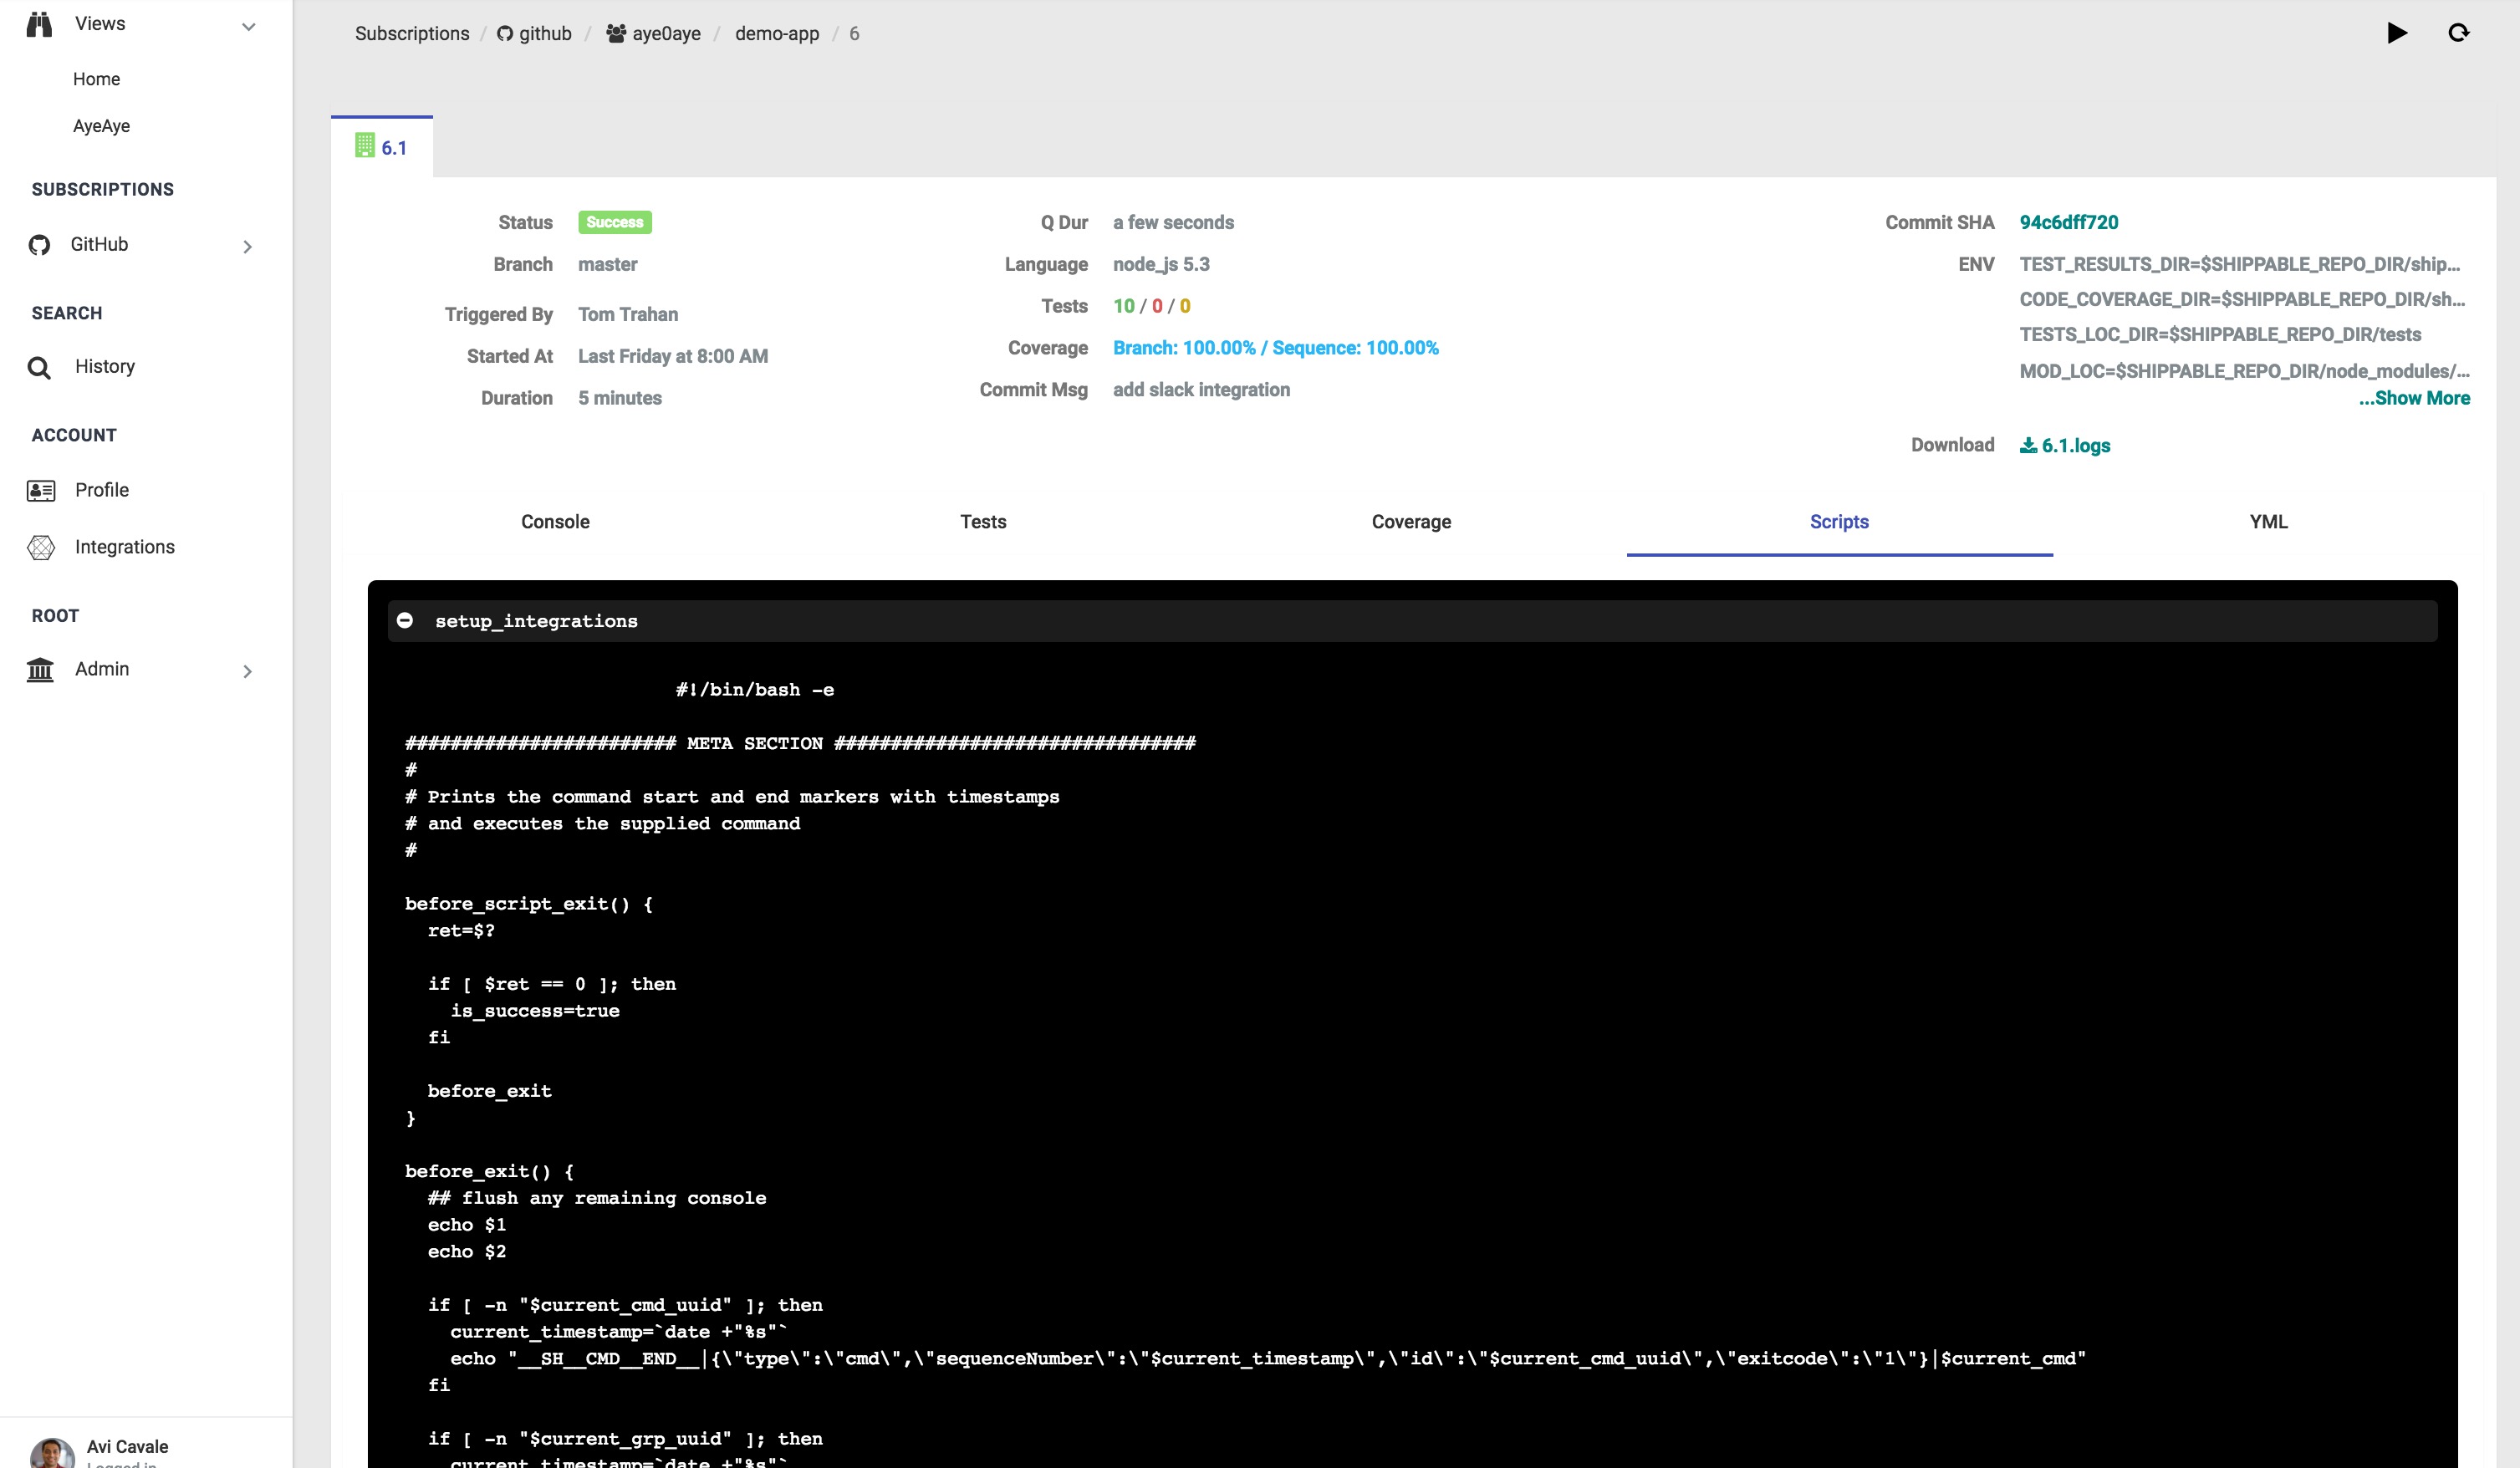 Views
Home
AyeAye
SUBSCRIPTIONS
GitHub
SEARCH
History
ACCOUNT
Profile
Integrations
ROOT
Admin
Avi Cavale
Logged in
Subscriptions / github / aye0aye / demo-app / 6
6.1
Status Success
Branch master
Triggered By Tom Trahan
Started At Last Friday at 8:00 AM
Duration 5 minutes
Q Dur a few seconds
Language node_js 5.3
Tests 10 / 0 / 0
Coverage Branch: 100.00% / Sequence: 100.00%
Commit Msg add slack integration
Commit SHA 94c6dff720
ENV TEST_RESULTS_DIR=$SHIPPABLE_REPO_DIR/ship...
CODE_COVERAGE_DIR=$SHIPPABLE_REPO_DIR/sh...
TESTS_LOC_DIR=$SHIPPABLE_REPO_DIR/tests
MOD_LOC=$SHIPPABLE_REPO_DIR/node_modules/...
...Show More
Download 6.1.logs
Console Tests Coverage Scripts YML
setup_integrations
#!/bin/bash -e
######################## META SECTION ################################
#
# Prints the command start and end markers with timestamps
# and executes the supplied command
#
before_script_exit() {
ret=$?
if [ $ret == 0 ]; then
is_success=true
fi
before_exit
}
before_exit() {
## flush any remaining console
echo $1
echo $2
if [ -n "$current_cmd_uuid" ]; then
current_timestamp=`date +"%s"`
echo "__SH__CMD__END__|{\"type\":\"cmd\",\"sequenceNumber\":\"$current_timestamp\",\"id\":\"$current_cmd_uuid\",\"exitcode\":\"1\"}|$current_cmd"
fi
if [ -n "$current_grp_uuid" ]; then
current_timestamp=`date +"%s"`